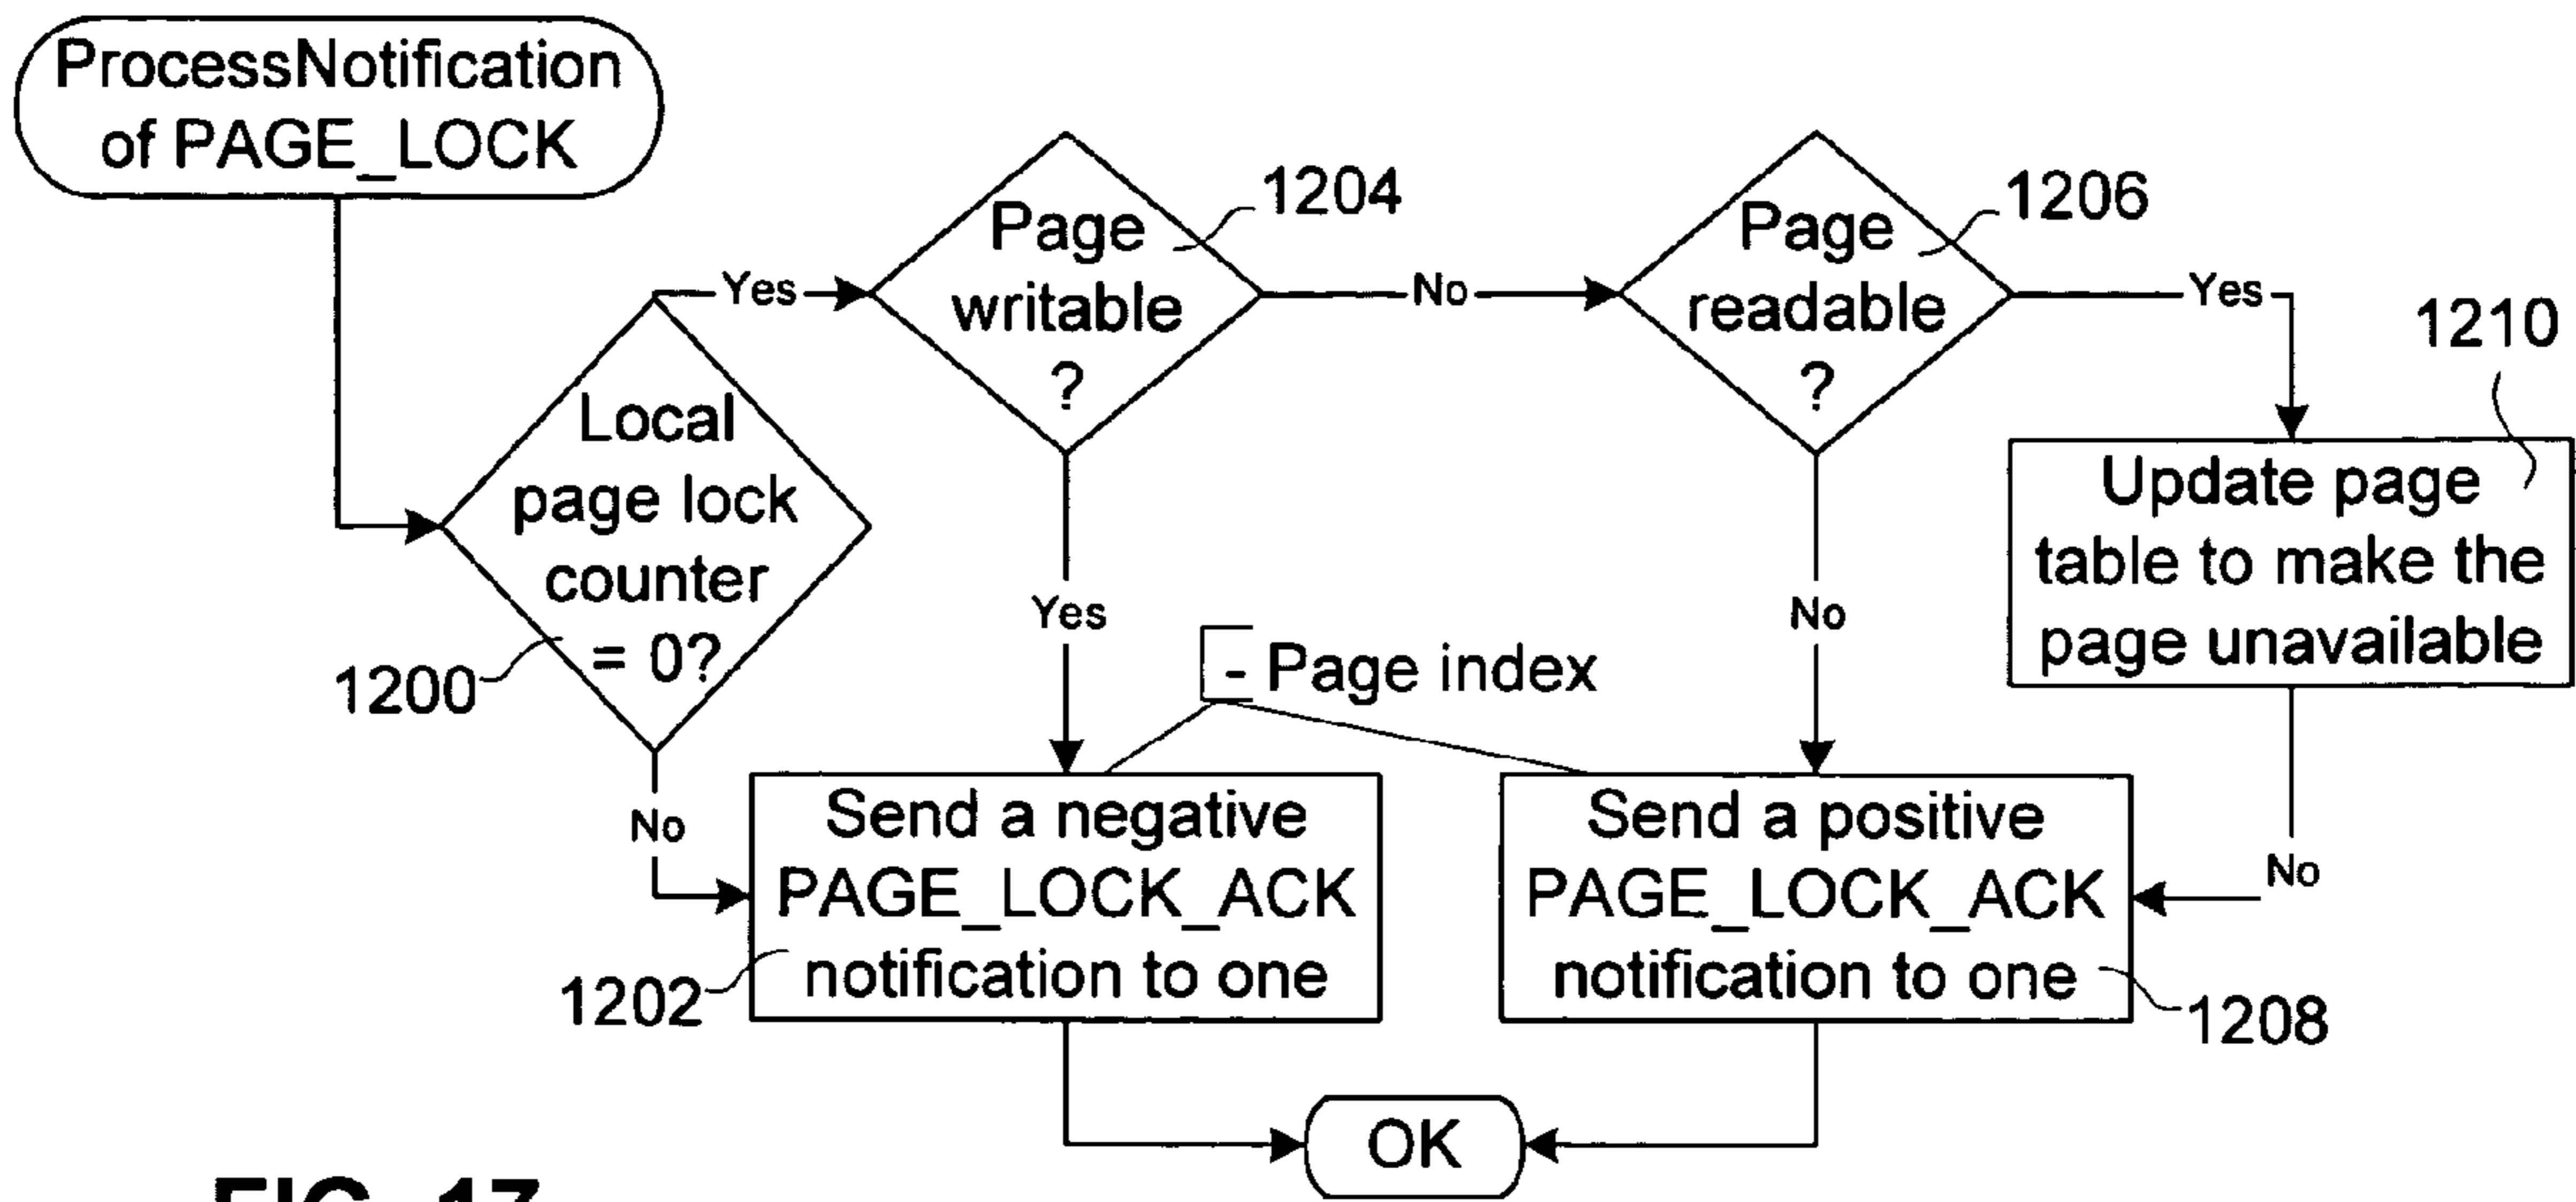 ProcessNotification
of PAGE_LOCK
Yes
Page
writable
?
1204
No
Page
readable
?
1206
Yes
1210
Local
page lock
counter
= 0?
1200
Update page
table to make the
page unavailable
Yes
No
- Page index
No
Send a negative
PAGE_LOCK_ACK
notification to one
1202
Send a positive
PAGE_LOCK_ACK
notification to one
1208
No
OK
FIG. 17